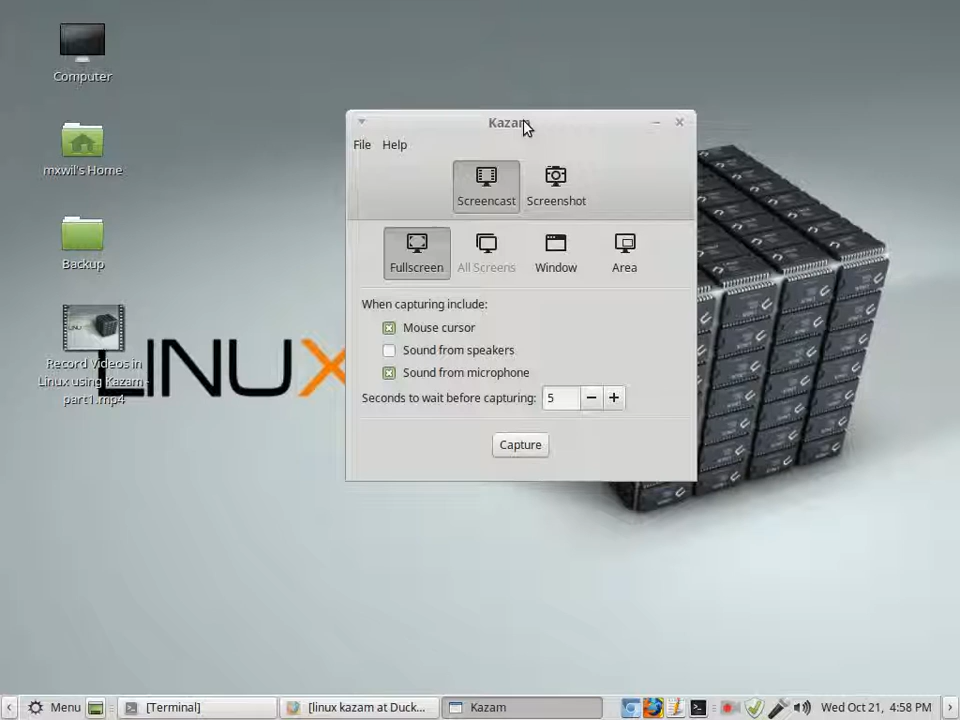 Computer
mxwil's Home
Backup
Record Videos in
Linux using Kazam-
part1.mp4
LINUX
Kazam
File Help
Screencast Screenshot
Fullscreen All Screens Window Area
When capturing include:
Mouse cursor
Sound from speakers
Sound from microphone
Seconds to wait before capturing: 5
Capture
Menu [Terminal] [linux kazam at Duck... Kazam Wed Oct 21, 4:58 PM